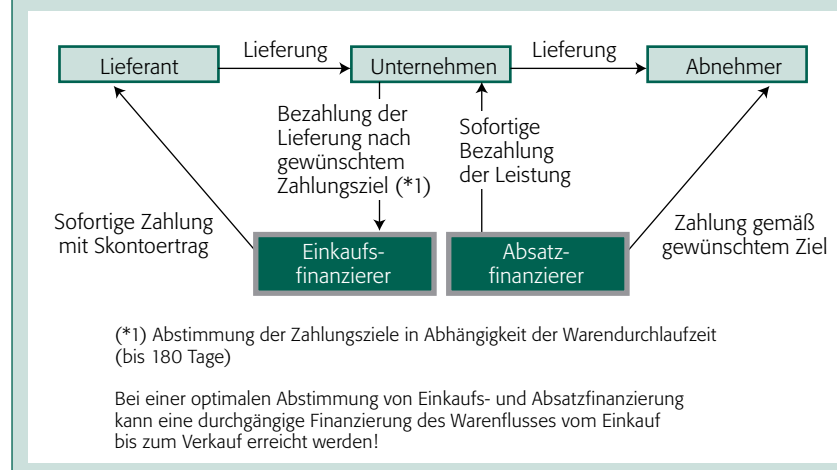 Lieferung
Lieferung
Lieferant
Unternehmen
Abnehmer
Bezahlung der
Lieferung nach
gewünschtem
Zahlungsziel (*1)
Sofortige
Bezahlung
der Leistung
Sofortige Zahlung
mit Skontoertrag
Zahlung gemäß
gewünschtem Ziel
Einkaufs-
finanzierer
Absatz-
finanzierer
(*1) Abstimmung der Zahlungsziele in Abhängigkeit der Warendurchlaufzeit
(bis 180 Tage)
Bei einer optimalen Abstimmung von Einkaufs- und Absatzfinanzierung
kann eine durchgängige Finanzierung des Warenflusses vom Einkauf
bis zum Verkauf erreicht werden!